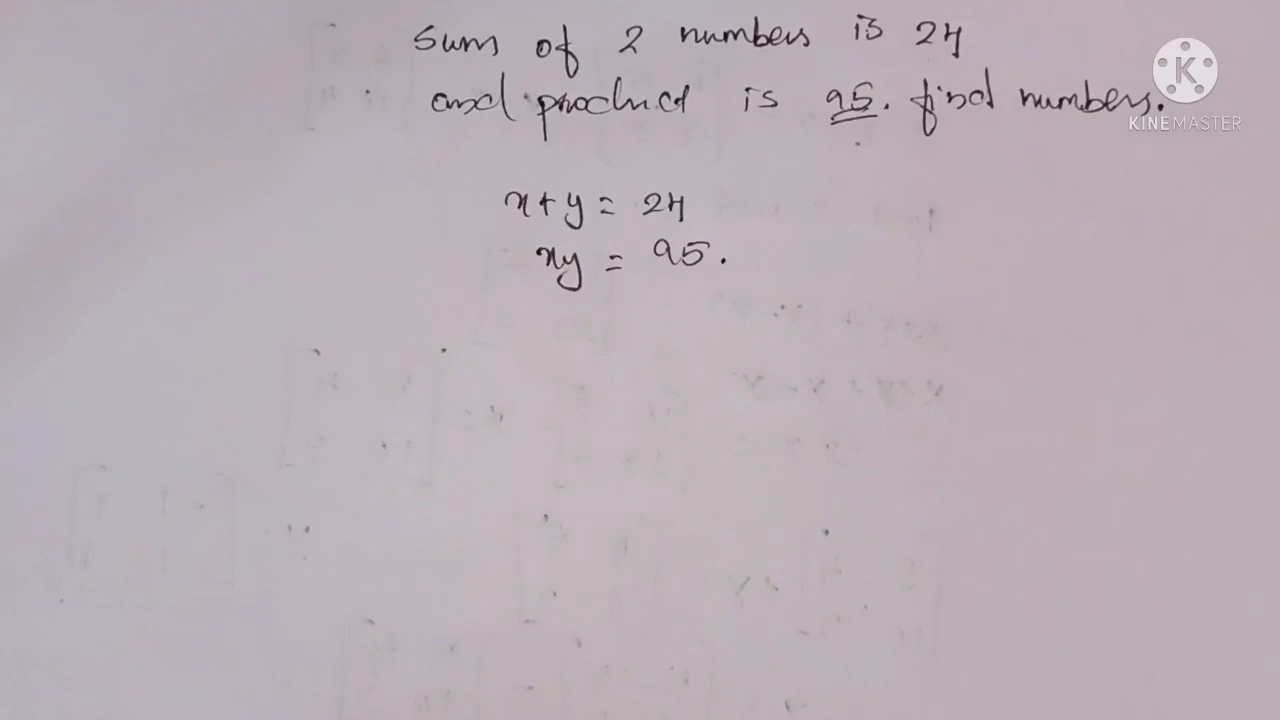 Sum of 2 numbers is 24
and product is 95. find numbers.
K
KINEMASTER
x+y = 24
xy = 95.